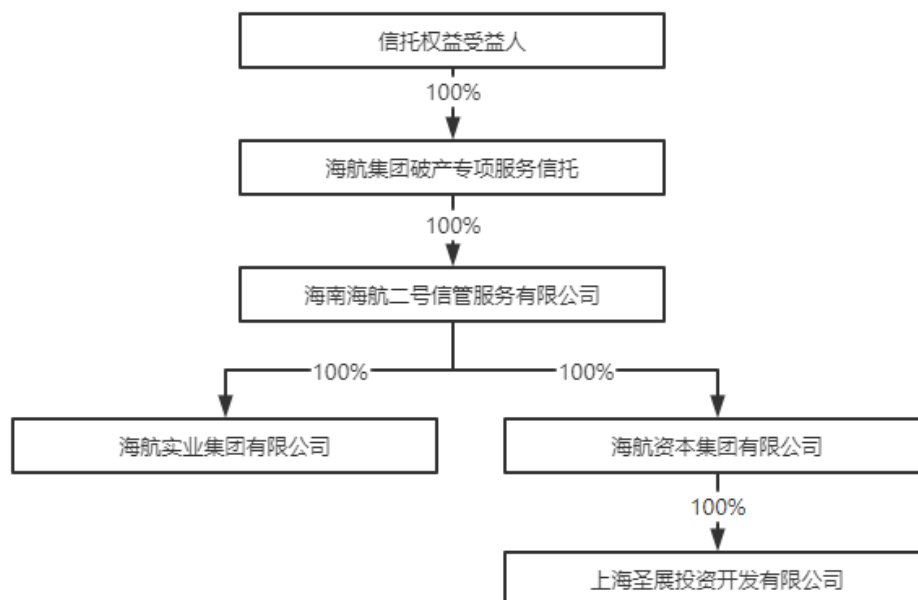 信托权益受益人
100%
海航集团破产专项服务信托
100%
海南海航二号信管服务有限公司
100%
100%
海航实业集团有限公司
海航资本集团有限公司
100%
上海圣展投资开发有限公司